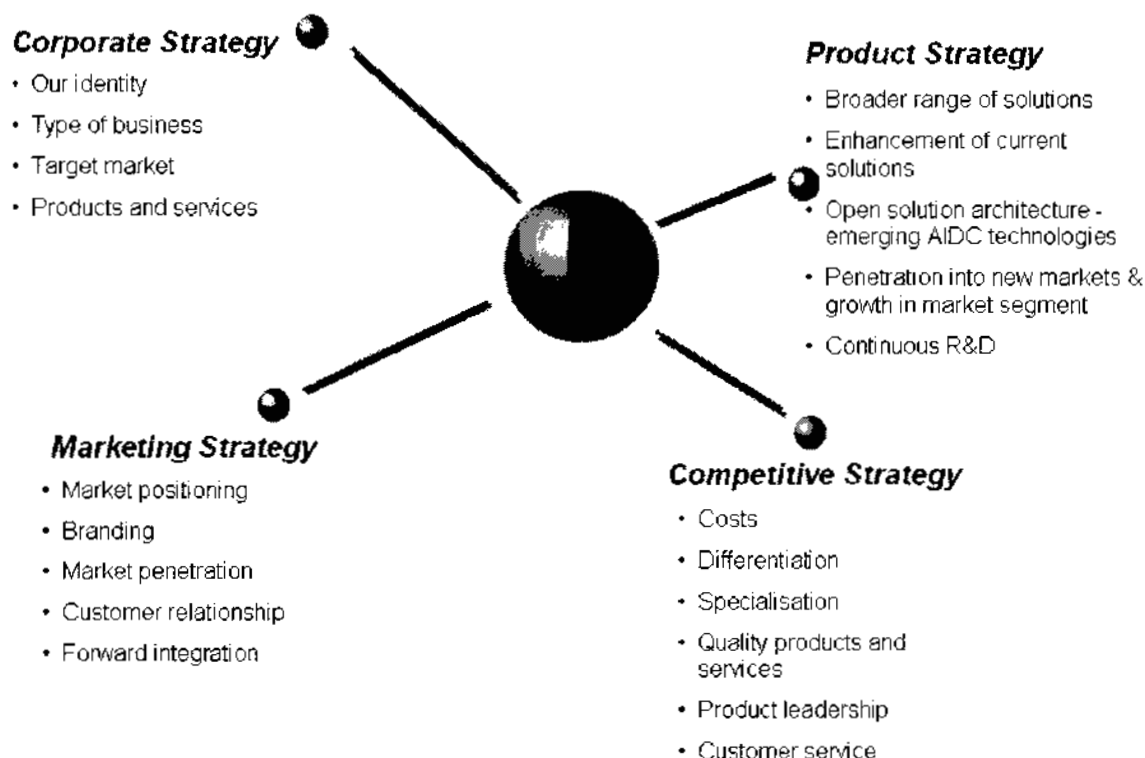 Corporate Strategy
• Our identity
• Type of business
• Target market
• Products and services
Product Strategy
• Broader range of solutions
• Enhancement of current
solutions
• Open solution architecture -
emerging AIDC technologies
• Penetration into new markets &
growth in market segment
• Continuous R&D
Marketing Strategy
• Market positioning
• Branding
• Market penetration
• Customer relationship
• Forward integration
Competitive Strategy
• Costs
• Differentiation
• Specialisation
• Quality products and
services
• Product leadership
• Customer service